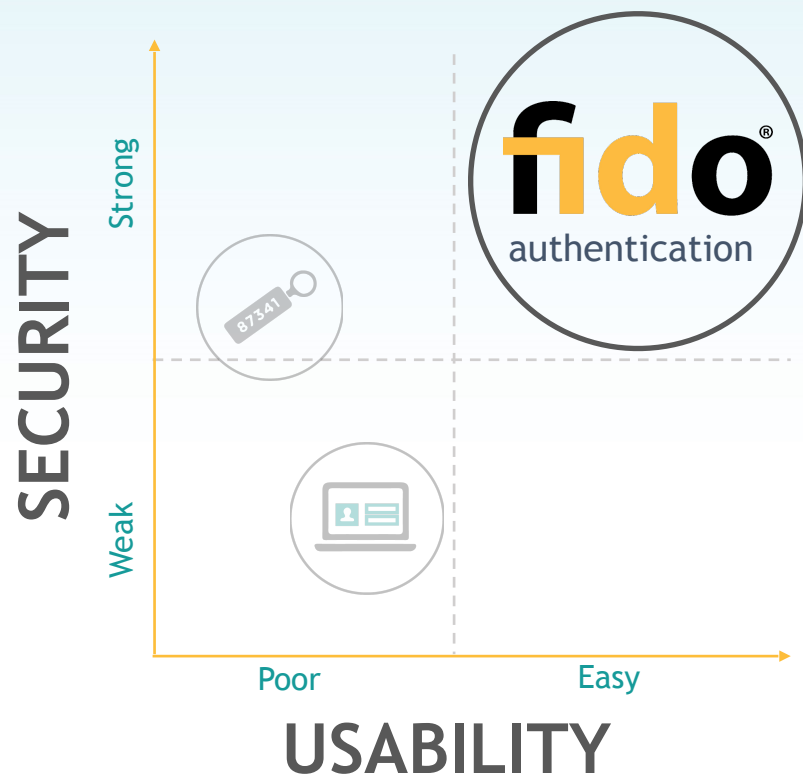 SECURITY
Strong
Weak
fido®
authentication
87341
Poor
Easy
USABILITY